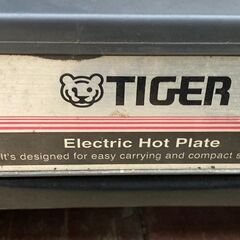 TIGER
Electric Hot Plate
It's designed for easy carrying and compact